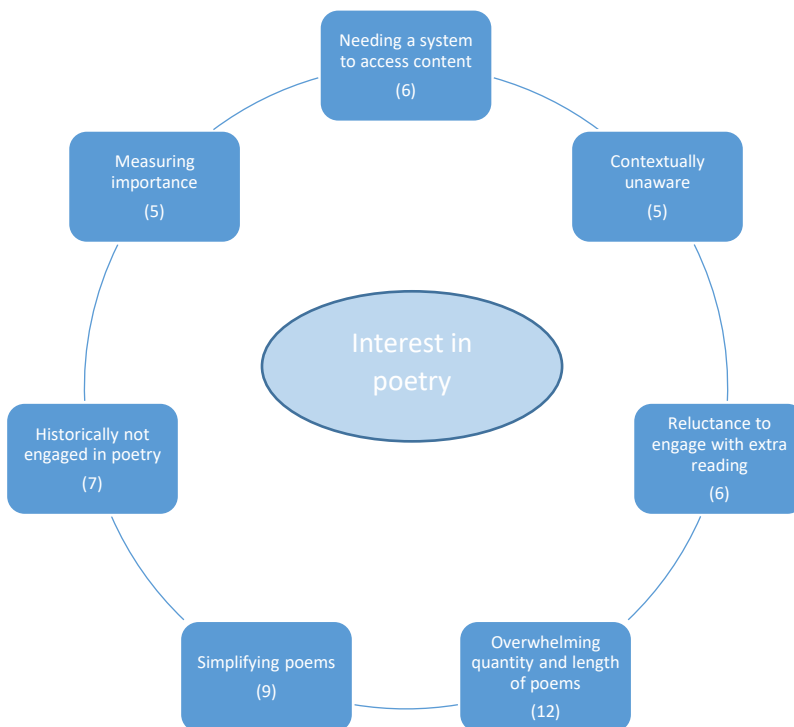 Needing a system
to access content
(6)
Contextually
unaware
(5)
Reluctance to
engage with extra
reading
(6)
Overwhelming
quantity and length
of poems
(12)
Simplifying poems
(9)
Historically not
engaged in poetry
(7)
Measuring
importance
(5)
Interest in
poetry